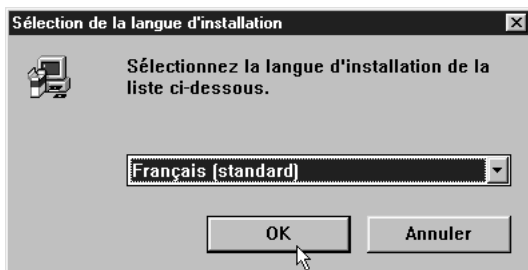 Sélection de la langue d'installation
Sélectionnez la langue d'installation de la
liste ci-dessous.
Français (standard)
OK
Annuler